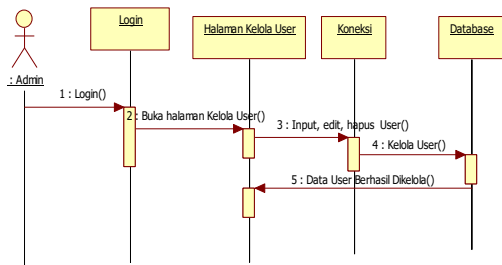 Login
Halaman Kelola User
Koneksi
Database
: Admin
1 : Login()
2 : Buka halaman Kelola User()
3 : Input, edit, hapus User()
4 : Kelola User()
5 : Data User Berhasil Dikelola()